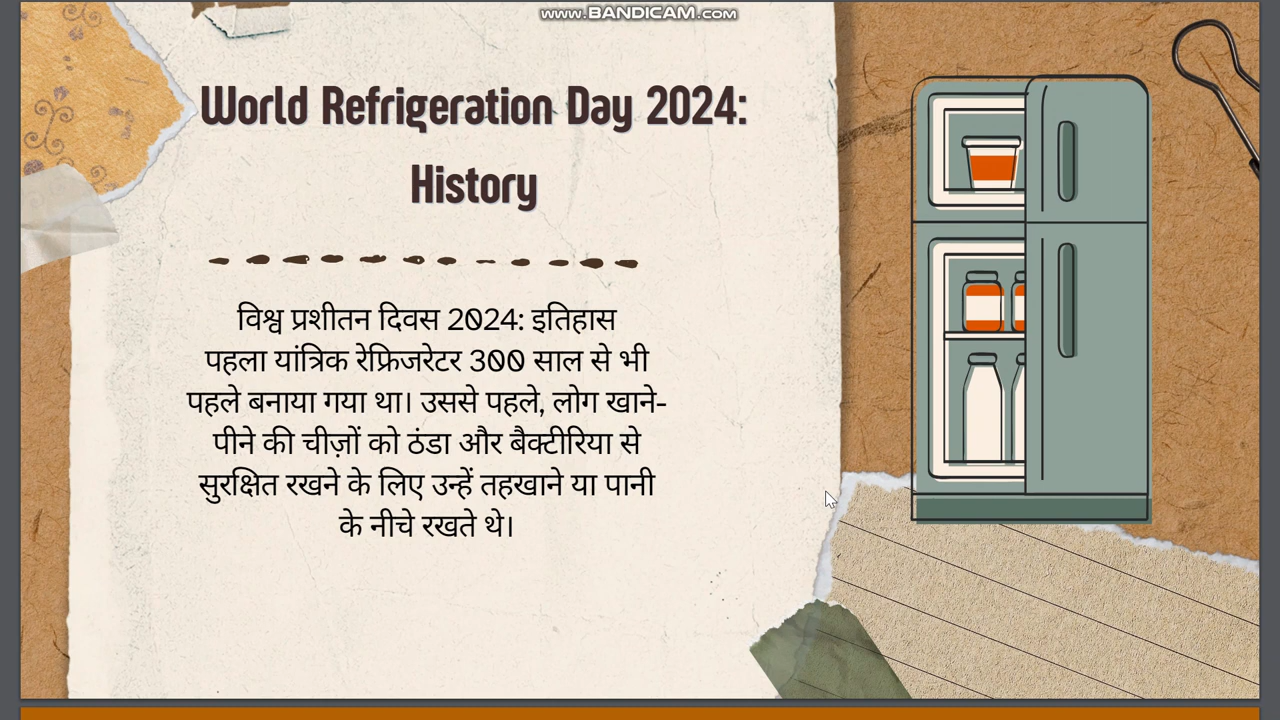 www.BANDICAM.com
World Refrigeration Day 2024:
History
विश्व प्रशीतन दिवस 2024: इतिहास
पहला यांत्रिक रेफ्रिजरेटर 300 साल से भी
पहले बनाया गया था। उससे पहले, लोग खाने-
पीने की चीज़ों को ठंडा और बैक्टीरिया से
सुरक्षित रखने के लिए उन्हें तहखाने या पानी
के नीचे रखते थे।